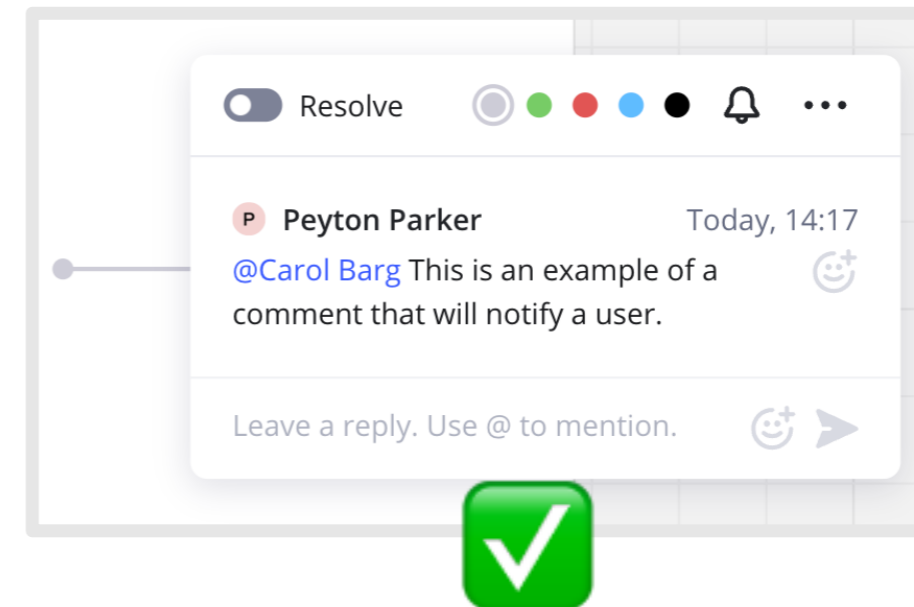 Resolve
P Peyton Parker Today, 14:17
@Carol Barg This is an example of a
comment that will notify a user.
Leave a reply. Use @ to mention.